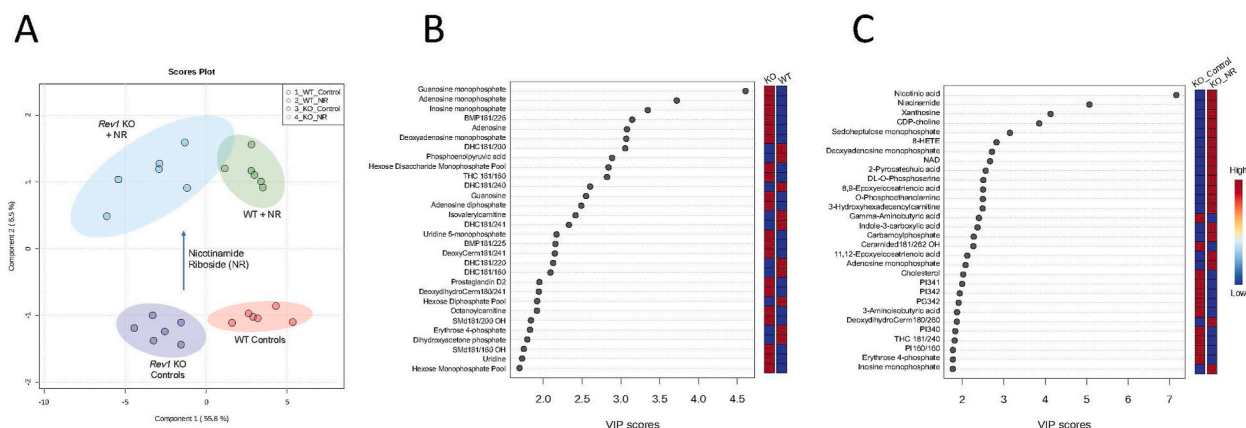 A
B
C
Scores Plot
1_WT_Control
2_WT_NR
3_KO_Control
4_KO_NR
Rev1 KO
+ NR
WT + NR
Nicotinamide
Riboside (NR)
WT Controls
Rev1 KO
Controls
2
1
0
-1
-2
-10
-5
0
5
Component 2 ( 6.5 %)
Component 1 ( 55.6 %)
KO
WT
Guanosine monophosphate
Adenosine monophosphate
Inosine monophosphate
BMP181/226
Adenosine
Deoxyadenosine monophosphate
DHC181/200
Phosphoenolpyruvic acid
Hexose Disaccharide Monophosphate Pool
THC 181/160
DHC181/240
Guanosine
Adenosine diphosphate
Isovalerylcarnitine
DHC181/241
Uridine 5-monophosphate
BMP181/225
DeoxyCerm181/241
DHC181/220
DHC181/160
Prostaglandin D2
DeoxydihydroCerm180/241
Hexose Diphosphate Pool
Octanoylcarnitine
SMd181/200 OH
Erythrose 4-phosphate
Dihydroxyacetone phosphate
SMd181/160 OH
Uridine
Hexose Monophosphate Pool
2.0
2.5
3.0
3.5
4.0
4.5
VIP scores
KO_Control
KO_NR
Nicotinic acid
Niacinamide
Xanthosine
CDP-choline
Sedoheptulose monophosphate
8-HETE
Deoxyadenosine monophosphate
NAD
2-Pyrocatechuic acid
DL-O-Phosphoserine
8,9-Epoxyeicosatrienoic acid
O-Phosphoethanolamine
3-Hydroxyhexadecenoylcarnitine
Gamma-Aminobutyric acid
Indole-3-carboxylic acid
Carbamoylphosphate
Ceramided181/262 OH
11,12-Epoxyeicosatrienoic acid
Adenosine monophosphate
Cholesterol
PI341
PI342
PG342
3-Aminoisobutyric acid
DeoxydihydroCerm180/260
PI340
THC 181/240
PI160/160
Erythrose 4-phosphate
Inosine monophosphate
2
3
4
5
6
7
VIP scores
High
Low